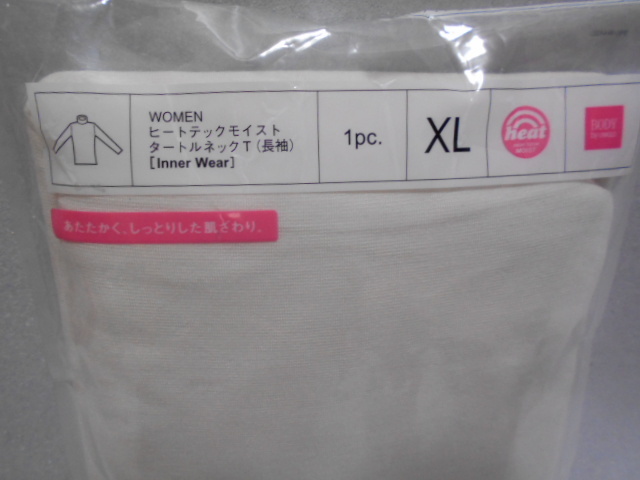 WOMEN
ヒートテックモイスト
タートルネックT(長袖)
[Inner Wear]
1pc.
XL
heat
BODY
あたたかく、しっとりした肌ざわり。